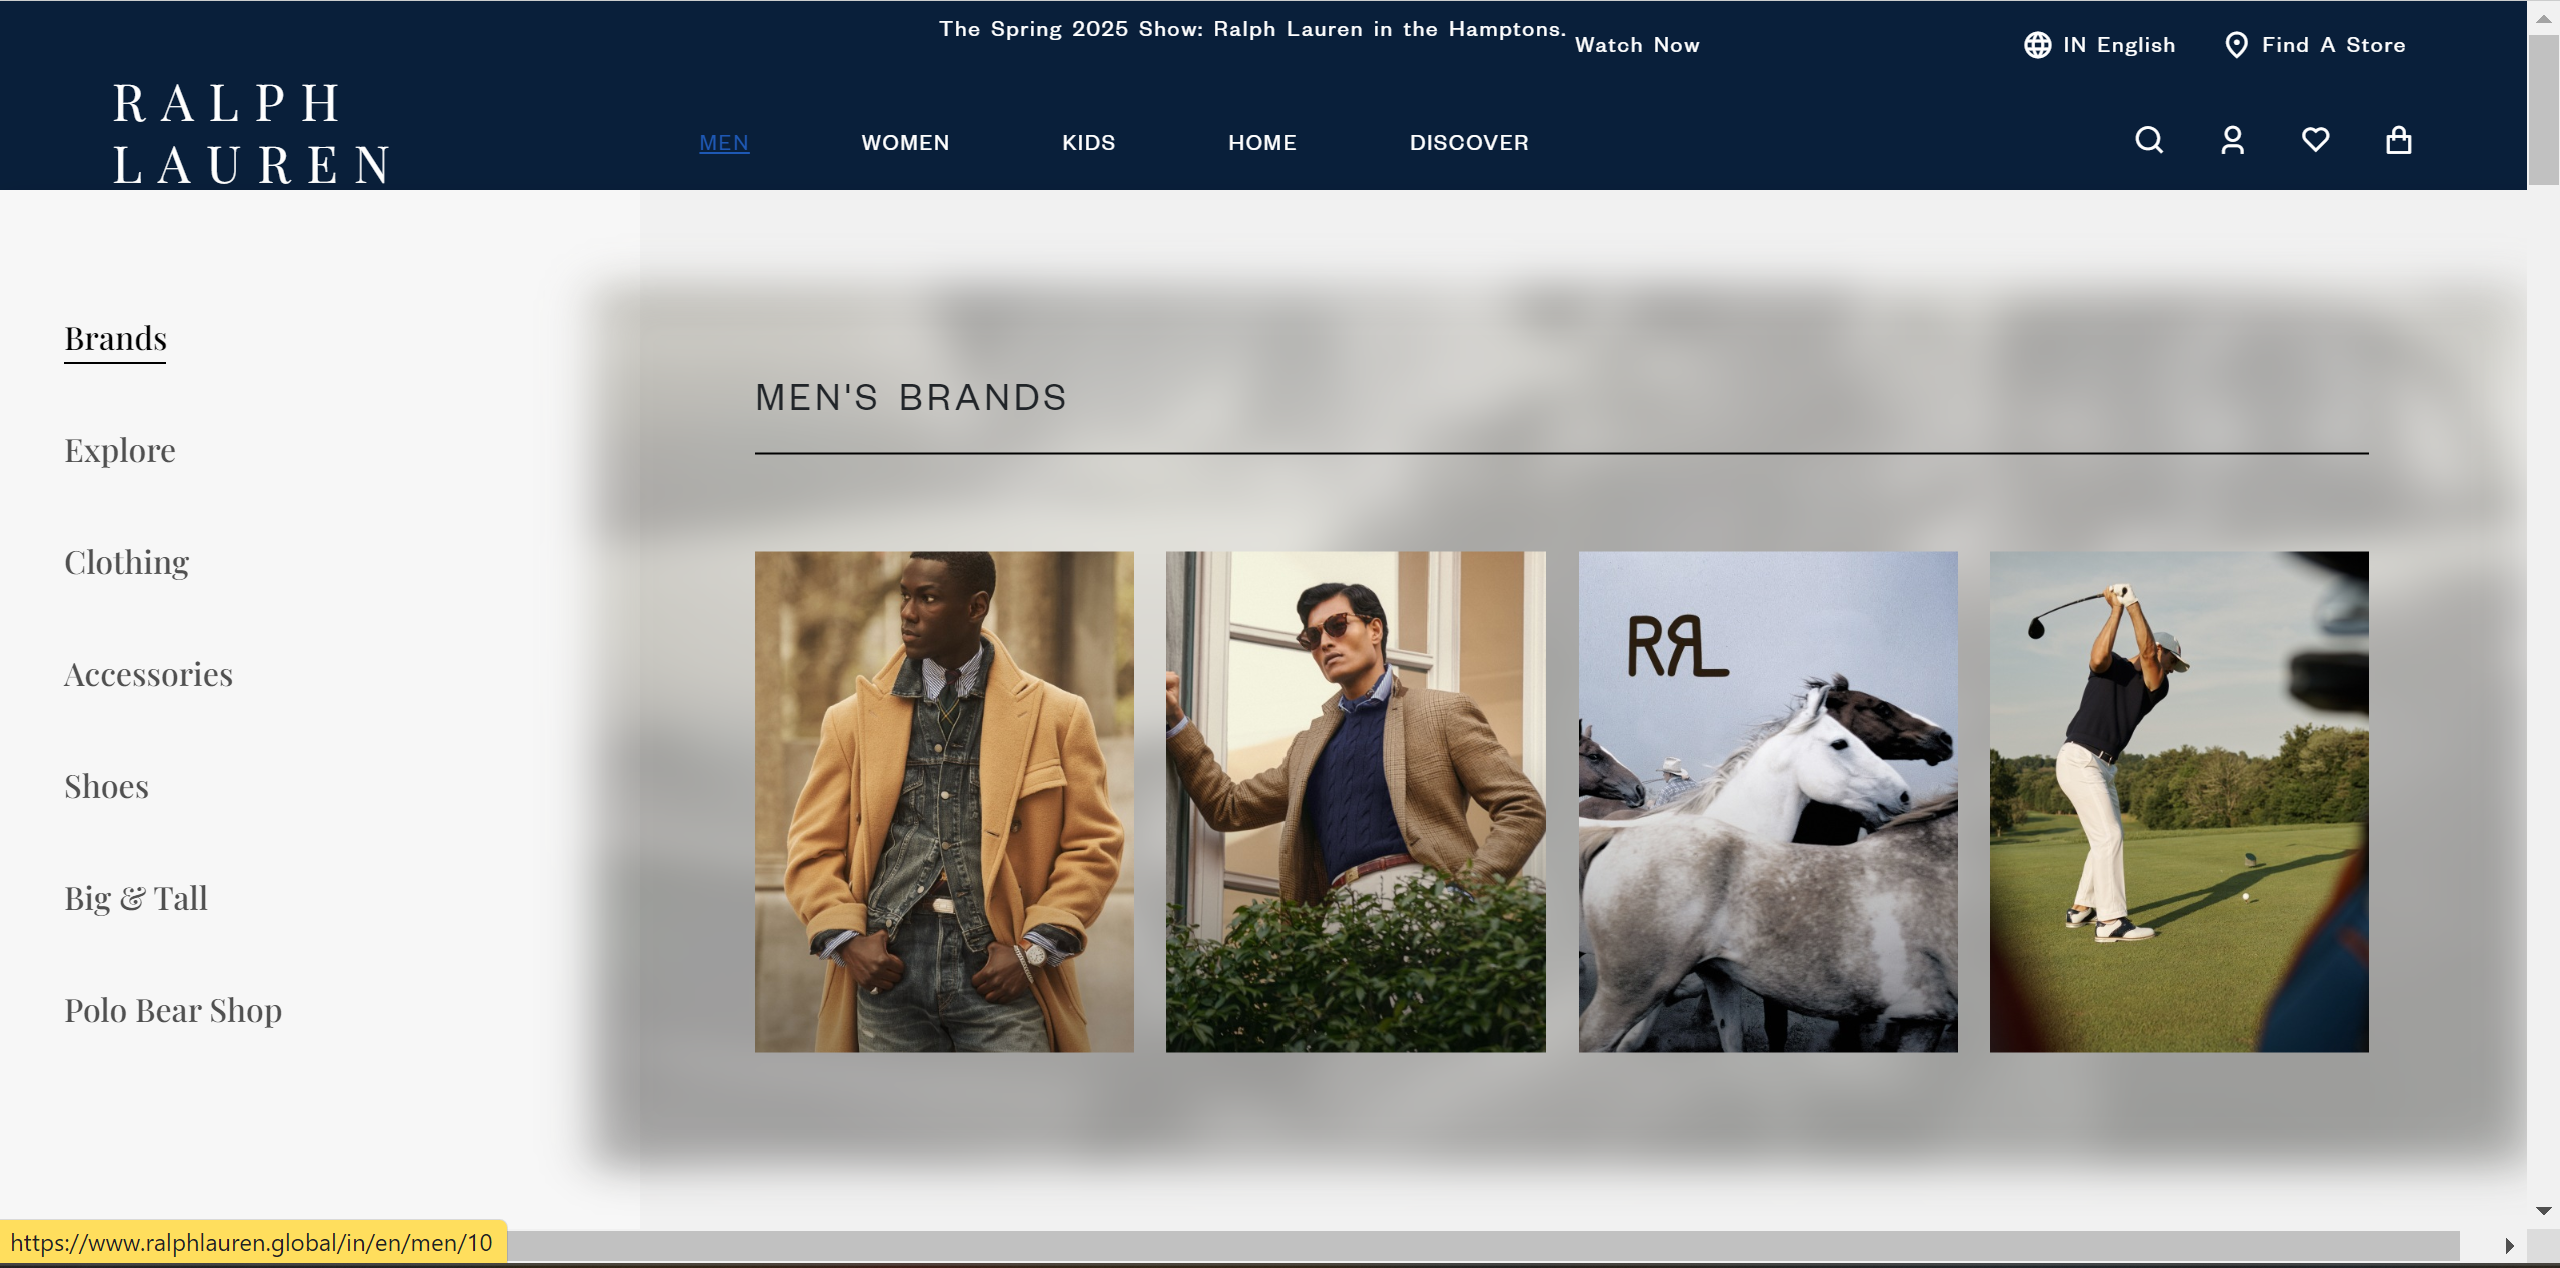 The Spring 2025 Show: Ralph Lauren in the Hamptons. Watch Now
IN English
Find A Store
RALPH
LAUREN
MEN
WOMEN
KIDS
HOME
DISCOVER
Brands
Explore
Clothing
Accessories
Shoes
Big & Tall
Polo Bear Shop
MEN'S BRANDS
RRL
https://www.ralphlauren.global/in/en/men/10